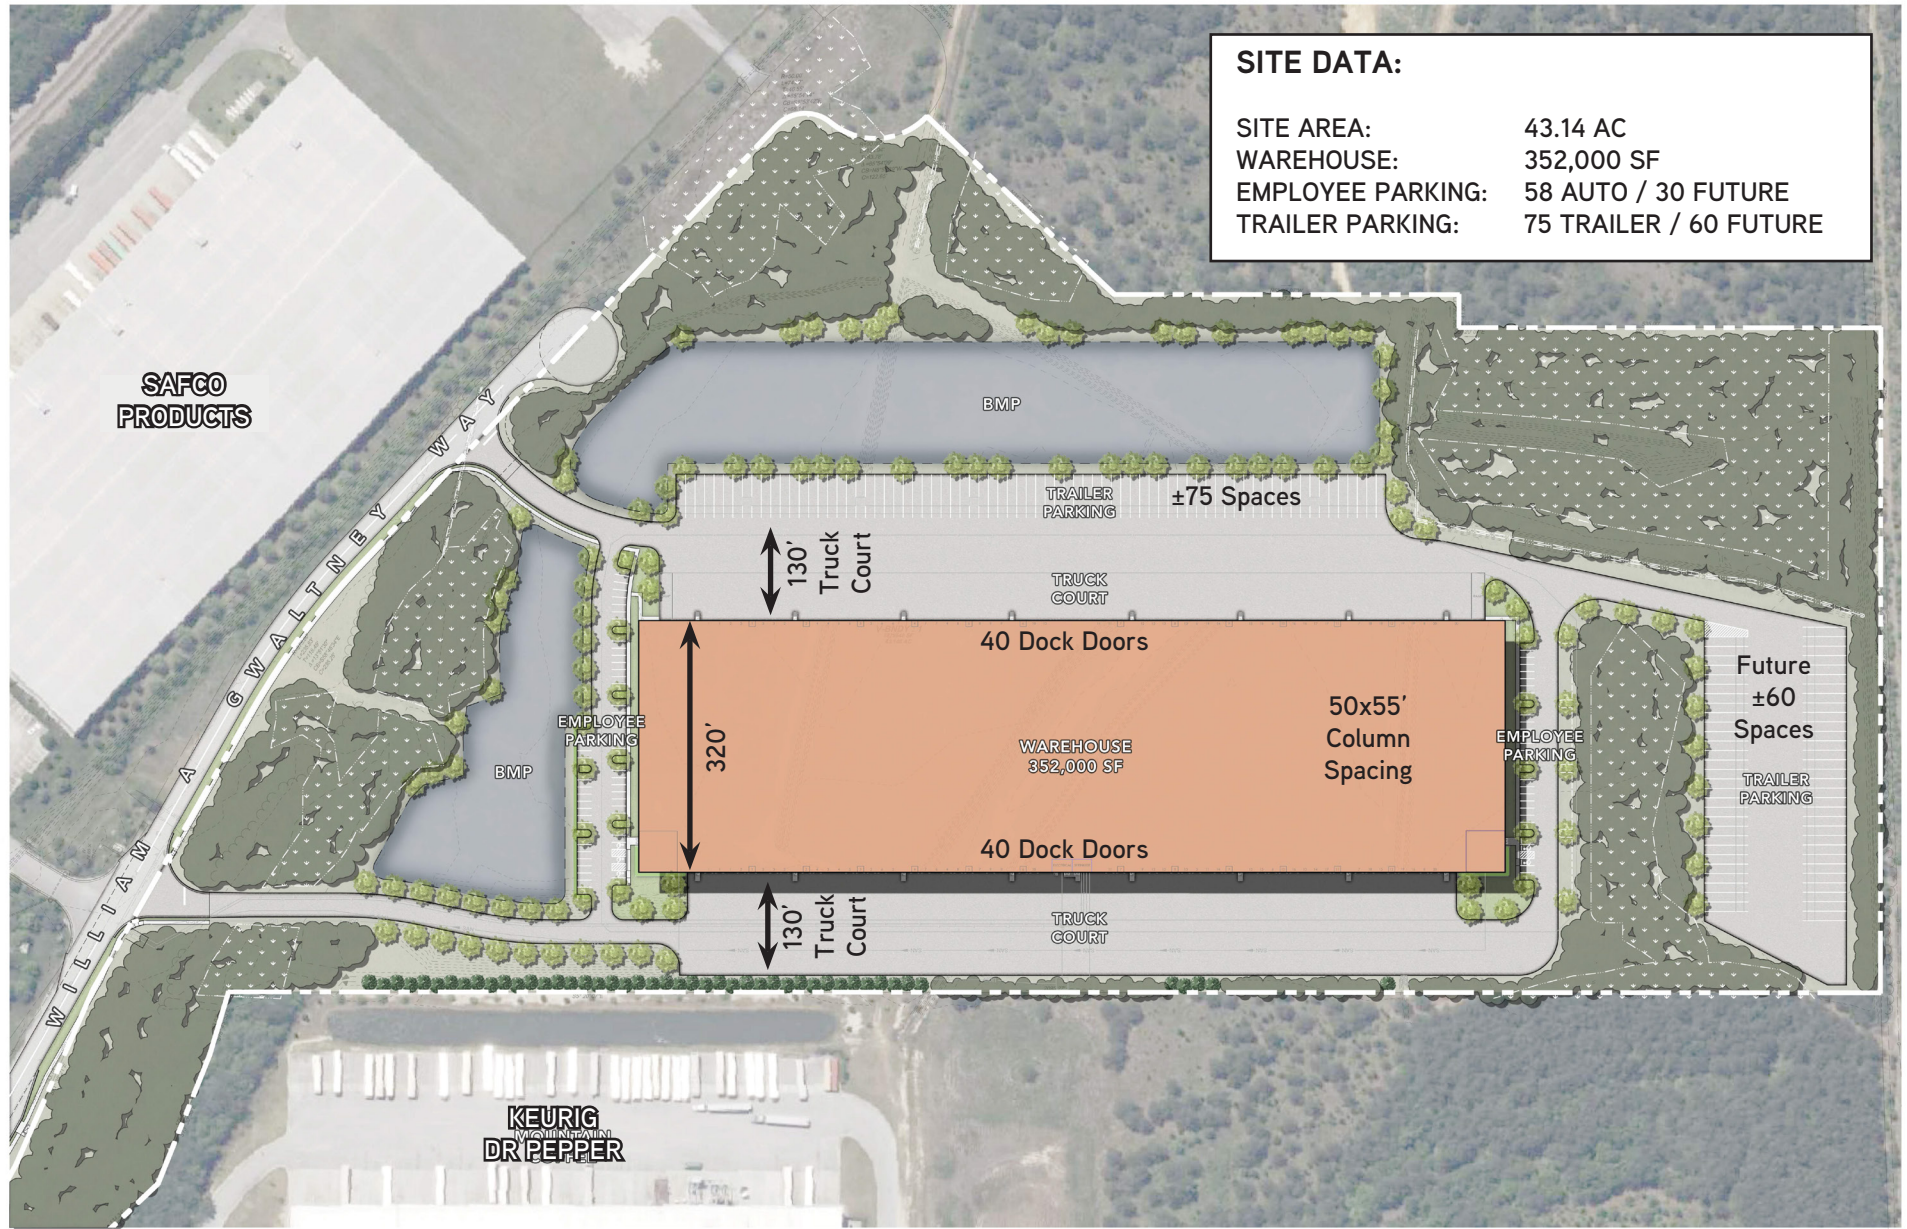 SITE DATA:
SITE AREA: 43.14 AC
WAREHOUSE: 352,000 SF
EMPLOYEE PARKING: 58 AUTO / 30 FUTURE
TRAILER PARKING: 75 TRAILER / 60 FUTURE
SAFCO
PRODUCTS
WILLIAM A GWALTNEY WAY
BMP
TRAILER
PARKING
±75 Spaces
130'
Truck
Court
TRUCK
COURT
40 Dock Doors
Future
±60
Spaces
TRAILER
PARKING
320'
50x55'
Column
Spacing
EMPLOYEE
PARKING
WAREHOUSE
352,000 SF
EMPLOYEE
PARKING
BMP
40 Dock Doors
130'
Truck
Court
TRUCK
COURT
KEURIG
MOUNTAIN
DR PEPPER